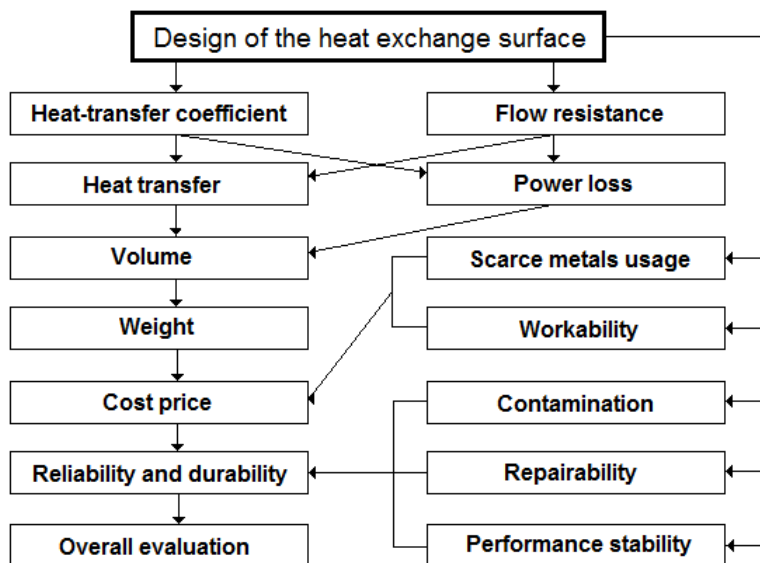 Design of the heat exchange surface
Heat-transfer coefficient
Flow resistance
Heat transfer
Power loss
Volume
Scarce metals usage
Weight
Workability
Cost price
Contamination
Reliability and durability
Repairability
Overall evaluation
Performance stability